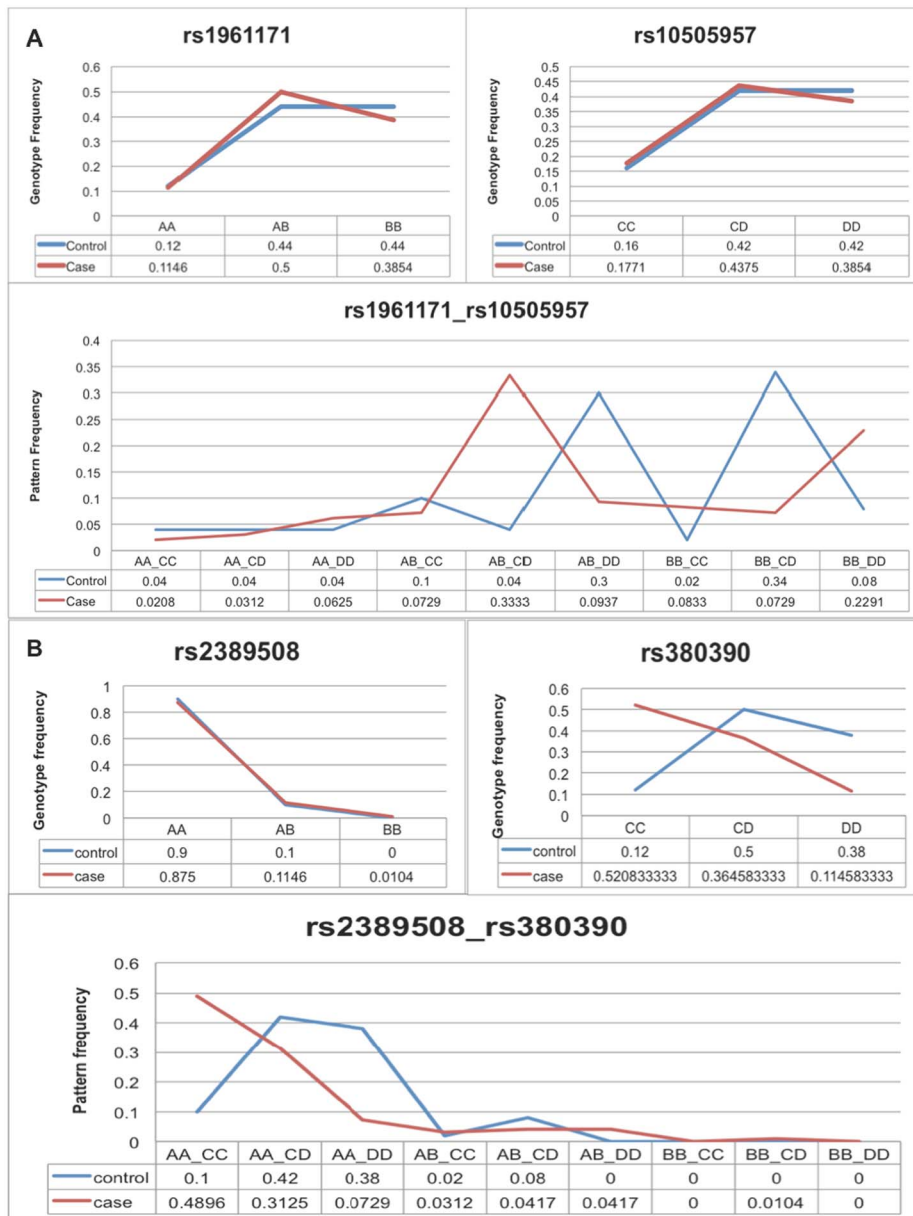 A
rs1961171
Genotype Frequency
0.6
0.5
0.4
0.3
0.2
0.1
0
AA AB BB
Control 0.12 0.44 0.44
Case 0.1146 0.5 0.3854
rs10505957
Genotype Frequency
0.5
0.45
0.4
0.35
0.3
0.25
0.2
0.15
0.1
0.05
0
CC CD DD
Control 0.16 0.42 0.42
Case 0.1771 0.4375 0.3854
rs1961171_rs10505957
Pattern Frequency
0.4
0.35
0.3
0.25
0.2
0.15
0.1
0.05
0
AA_CC AA_CD AA_DD AB_CC AB_CD AB_DD BB_CC BB_CD BB_DD
Control 0.04 0.04 0.04 0.1 0.04 0.3 0.02 0.34 0.08
Case 0.0208 0.0312 0.0625 0.0729 0.3333 0.0937 0.0833 0.0729 0.2291
B
rs2389508
Genotype frequency
1
0.8
0.6
0.4
0.2
0
AA AB BB
control 0.9 0.1 0
case 0.875 0.1146 0.0104
rs380390
Genotype frequency
0.6
0.5
0.4
0.3
0.2
0.1
0
CC CD DD
control 0.12 0.5 0.38
case 0.520833333 0.364583333 0.114583333
rs2389508_rs380390
Pattern frequency
0.6
0.5
0.4
0.3
0.2
0.1
0
AA_CC AA_CD AA_DD AB_CC AB_CD AB_DD BB_CC BB_CD BB_DD
control 0.1 0.42 0.38 0.02 0.08 0 0 0 0
case 0.4896 0.3125 0.0729 0.0312 0.0417 0.0417 0 0.0104 0